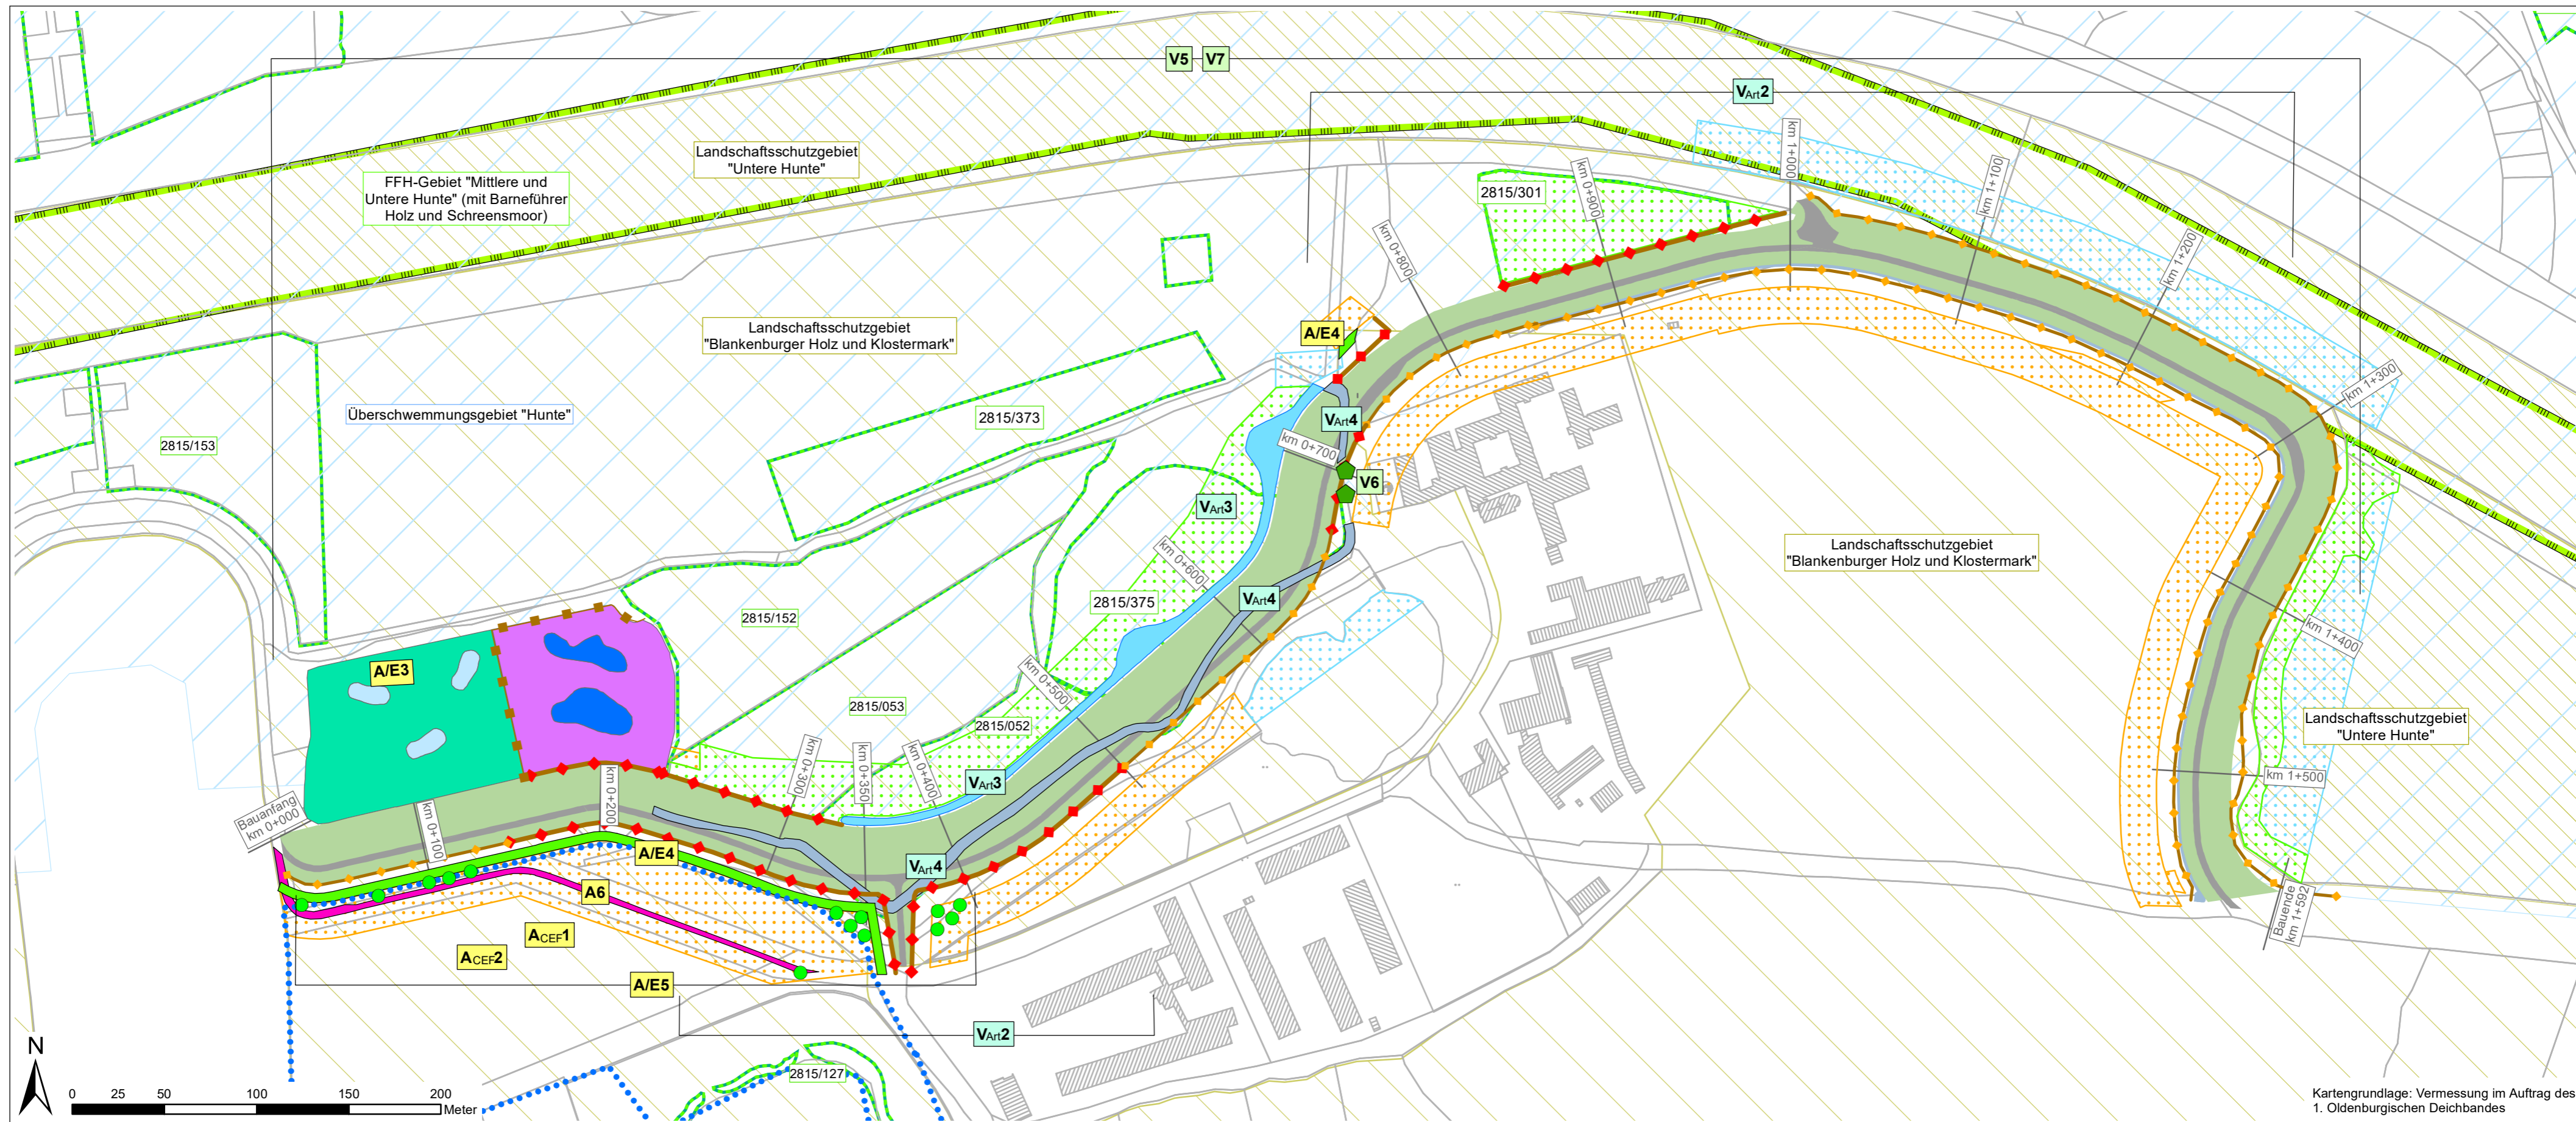 V5 V7
VArt2
Landschaftsschutzgebiet
"Untere Hunte"
FFH-Gebiet "Mittlere und
Untere Hunte" (mit Barneführer
Holz und Schreensmoor)
2815/301
km 0+900
km 1+000
km 1+100
km 1+200
km 0+800
A/E4
Landschaftsschutzgebiet
"Blankenburger Holz und Klostermark"
Überschwemmungsgebiet "Hunte"
2815/153
2815/373
VArt4
km 0+700
km 1+300
V6
VArt3
Landschaftsschutzgebiet
"Blankenburger Holz und Klostermark"
km 0+600
2815/375
VArt4
2815/152
km 1+400
A/E3
km 0+500
2815/053
2815/052
Landschaftsschutzgebiet
"Untere Hunte"
km 1+500
VArt3
km 0+300
km 0+350
km 0+400
km 0+200
km 0+100
Bauanfang
km 0+000
A/E4
VArt4
A6
ACEF1
ACEF2
A/E5
Bauende
km 1+592
VArt2
2815/127
N
0 25 50 100 150 200
Meter
Kartengrundlage: Vermessung im Auftrag des
1. Oldenburgischen Deichbandes